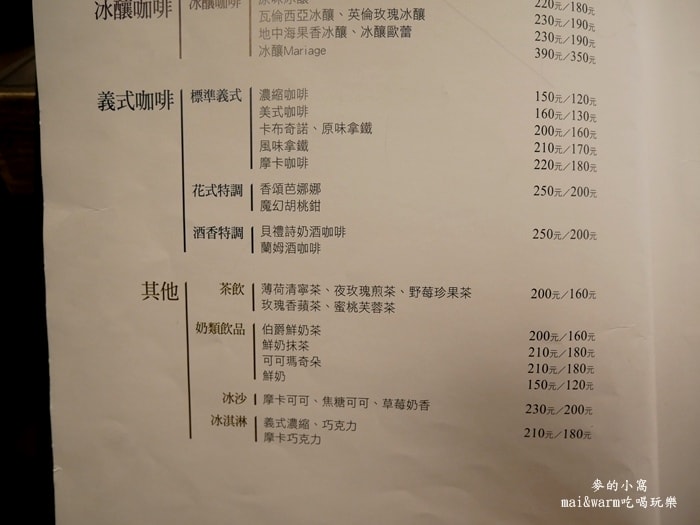 冰釀咖啡 冰釀咖啡 原味冰釀 220元/180元
瓦倫西亞冰釀、英倫玫瑰冰釀 230元/190元
地中海果香冰釀、冰釀歐蕾 230元/190元
冰釀Mariage 390元/350元
義式咖啡 標準義式 濃縮咖啡 150元/120元
美式咖啡 160元/130元
卡布奇諾、原味拿鐵 200元/160元
風味拿鐵 210元/170元
摩卡咖啡 220元/180元
花式特調 香頌芭娜娜 250元/200元
魔幻胡桃鉗
酒香特調 貝禮詩奶酒咖啡 250元/200元
蘭姆酒咖啡
其他 茶飲 薄荷清寧茶、夜玫瑰煎茶、野莓珍果茶 200元/160元
玫瑰香蘋茶、蜜桃芙蓉茶
奶類飲品 伯爵鮮奶茶 200元/160元
鮮奶抹茶 210元/180元
可可瑪奇朵 210元/180元
鮮奶 150元/120元
冰沙 摩卡可可、焦糖可可、草莓奶香 230元/200元
冰淇淋 義式濃縮、巧克力 210元/180元
摩卡巧克力
麥的小窩
mai&warm吃喝玩樂